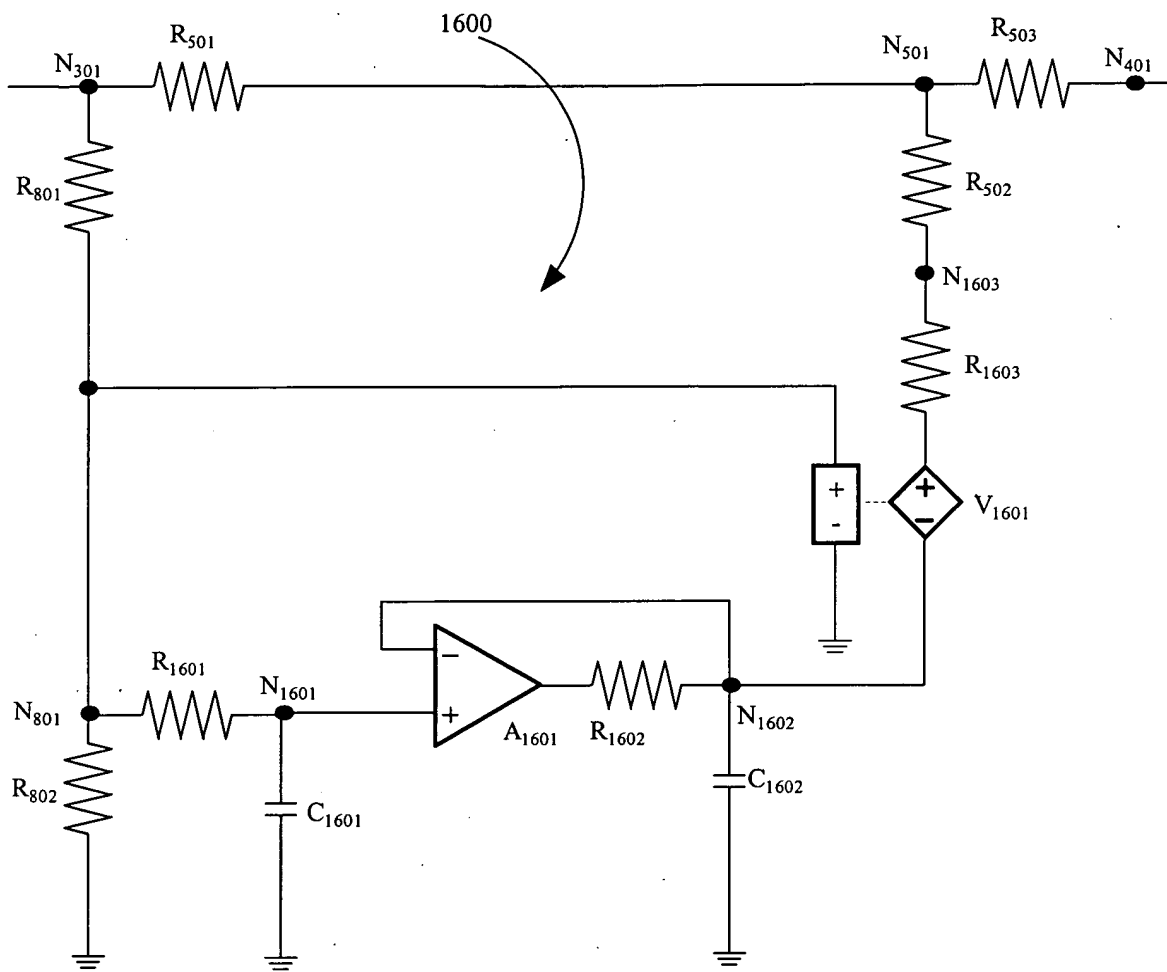 1600
R501
R503
N301
N501
N401
R801
R502
N1603
R1603
+
-
+
−
V1601
R1601
N1601
−
+
N801
A1601
R1602
N1602
R802
C1601
C1602